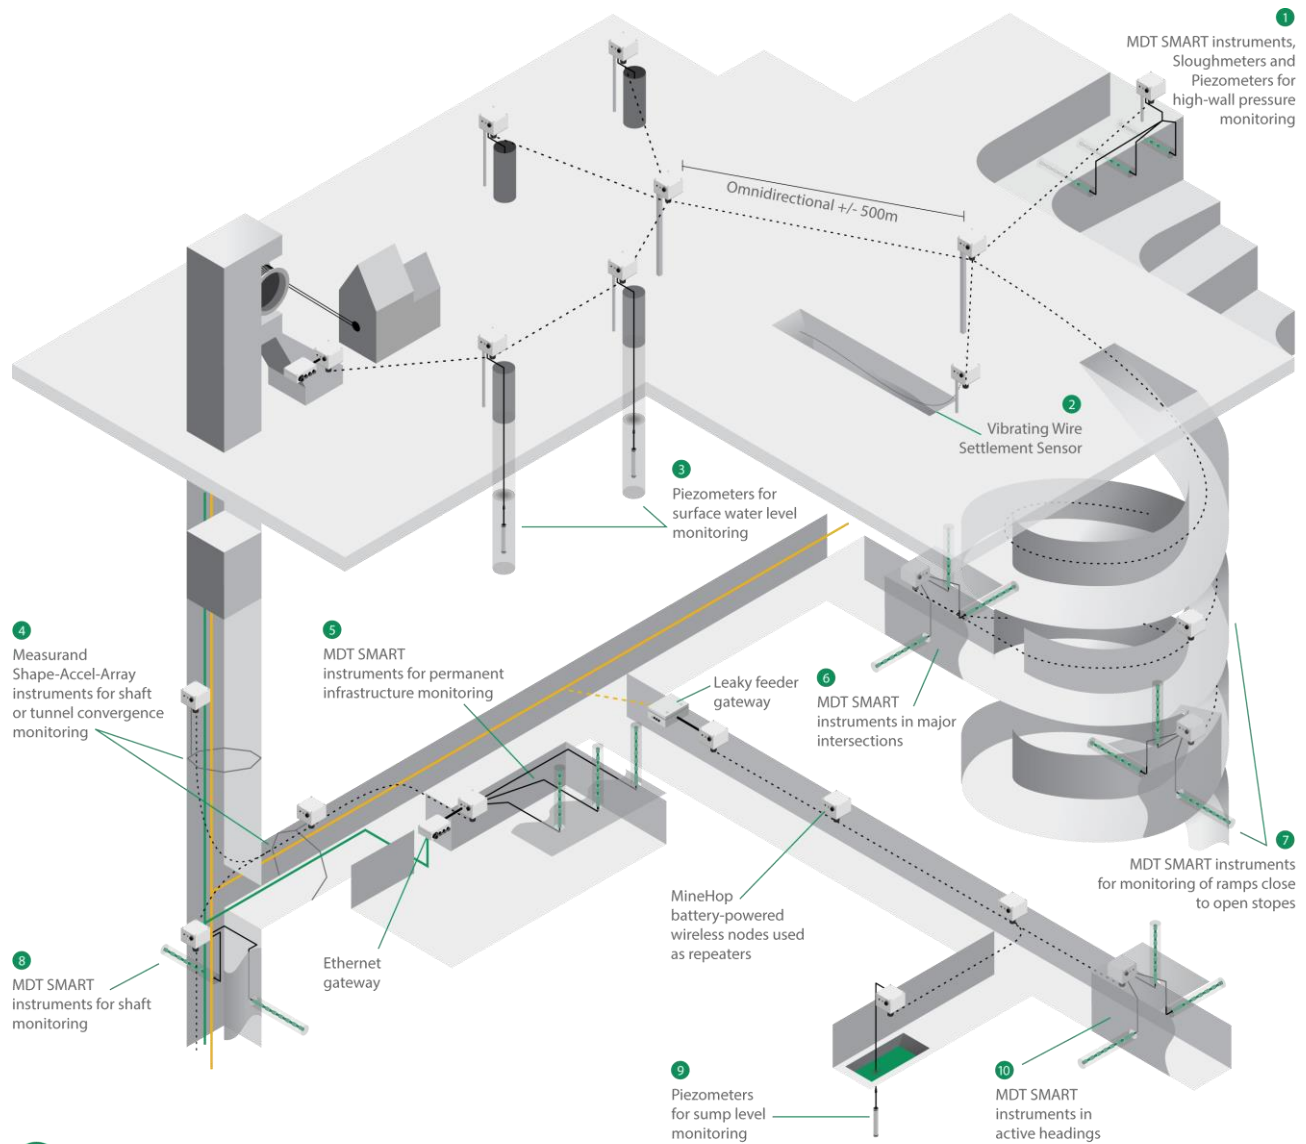 1
MDT SMART instruments,
Sloughmeters and
Piezometers for
high-wall pressure
monitoring
Omnidirectional +/- 500m
2
Vibrating Wire
Settlement Sensor
3
Piezometers for
surface water level
monitoring
4
Measurand
Shape-Accel-Array
instruments for shaft
or tunnel convergence
monitoring
5
MDT SMART
instruments for permanent
infrastructure monitoring
Leaky feeder
gateway
6
MDT SMART
instruments in major
intersections
7
MDT SMART instruments
for monitoring of ramps close
to open stopes
MineHop
battery-powered
wireless nodes used
as repeaters
Ethernet
gateway
8
MDT SMART
instruments for shaft
monitoring
9
Piezometers
for sump level
monitoring
10
MDT SMART
instruments in
active headings